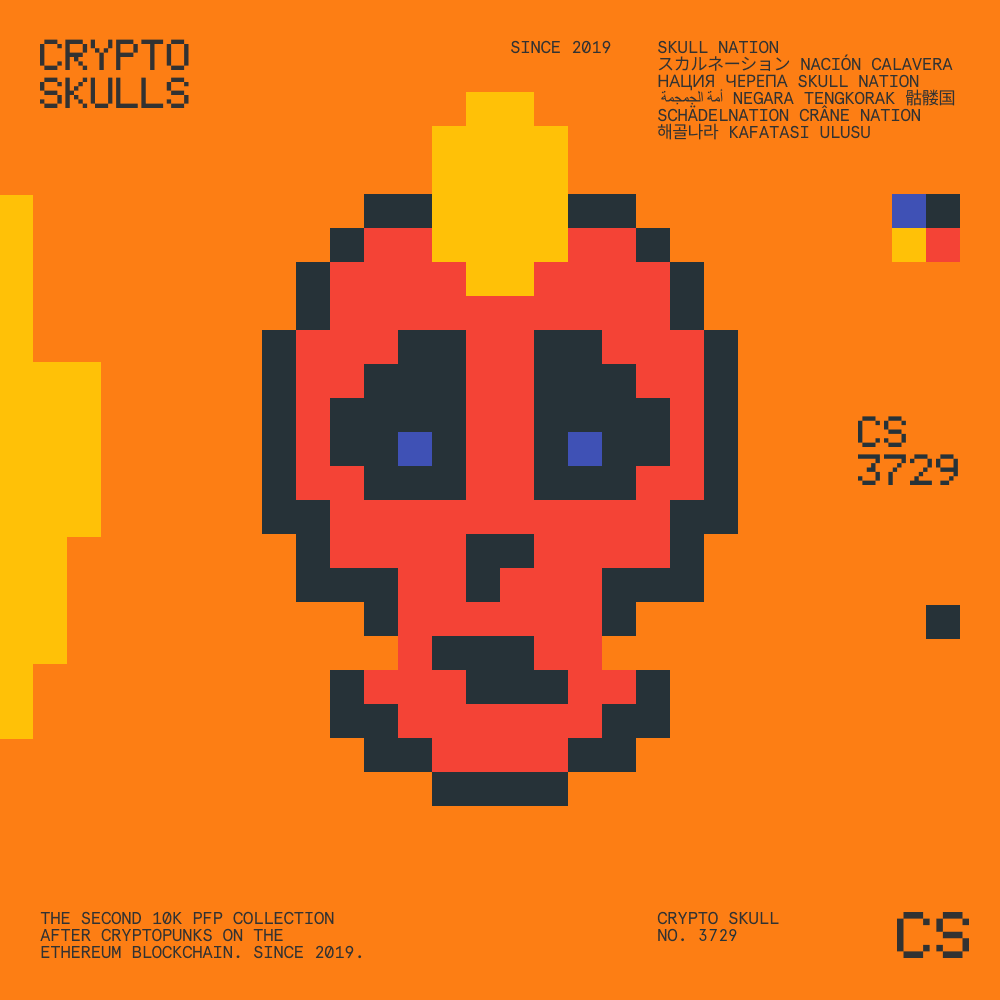 CRYPTO
SKULLS
SINCE 2019
SKULL NATION
スカルネーション NACIÓN CALAVERA
НАЦИЯ ЧЕРЕПА SKULL NATION
أمة الجمجمة NEGARA TENGKORAK 骷髅国
SCHÄDELNATION CRÂNE NATION
해골나라 KAFATASI ULUSU
CS
3729
THE SECOND 10K PFP COLLECTION
AFTER CRYPTOPUNKS ON THE
ETHEREUM BLOCKCHAIN. SINCE 2019.
CRYPTO SKULL
NO. 3729
CS